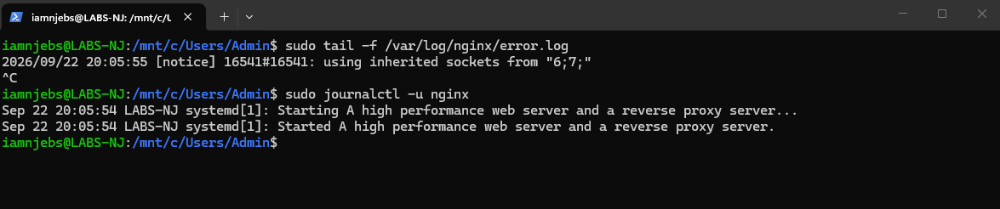 iamnjebs@LABS-NJ: /mnt/c/U
iamnjebs@LABS-NJ:/mnt/c/Users/Admin$ sudo tail -f /var/log/nginx/error.log
2026/09/22 20:05:55 [notice] 16541#16541: using inherited sockets from "6;7;"
^C
iamnjebs@LABS-NJ:/mnt/c/Users/Admin$ sudo journalctl -u nginx
Sep 22 20:05:54 LABS-NJ systemd[1]: Starting A high performance web server and a reverse proxy server...
Sep 22 20:05:54 LABS-NJ systemd[1]: Started A high performance web server and a reverse proxy server.
iamnjebs@LABS-NJ:/mnt/c/Users/Admin$